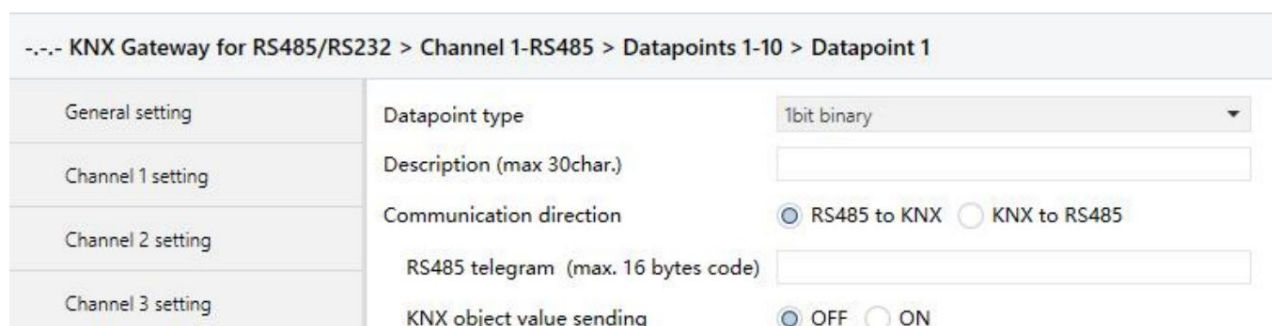 -.-.- KNX Gateway for RS485/RS232 > Channel 1-RS485 > Datapoints 1-10 > Datapoint 1
General setting
Datapoint type 1bit binary
Description (max 30char.)
Channel 1 setting
Communication direction RS485 to KNX KNX to RS485
Channel 2 setting
RS485 telegram (max. 16 bytes code)
Channel 3 setting
KNX object value sending OFF ON